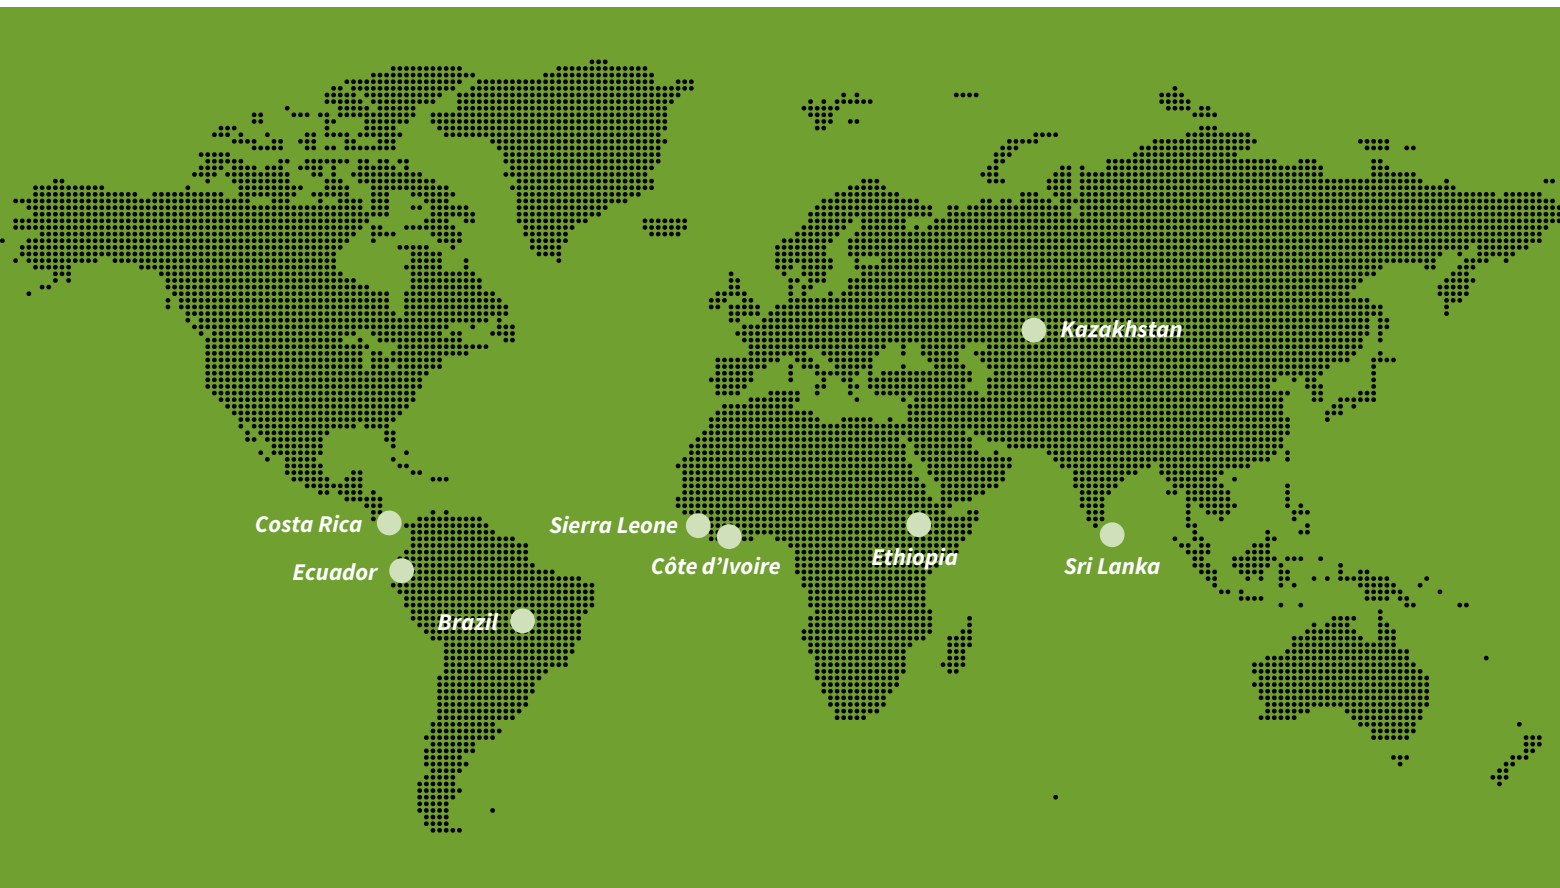 Kazakhstan
Costa Rica
Sierra Leone
Côte d’Ivoire
Ethiopia
Sri Lanka
Ecuador
Brazil